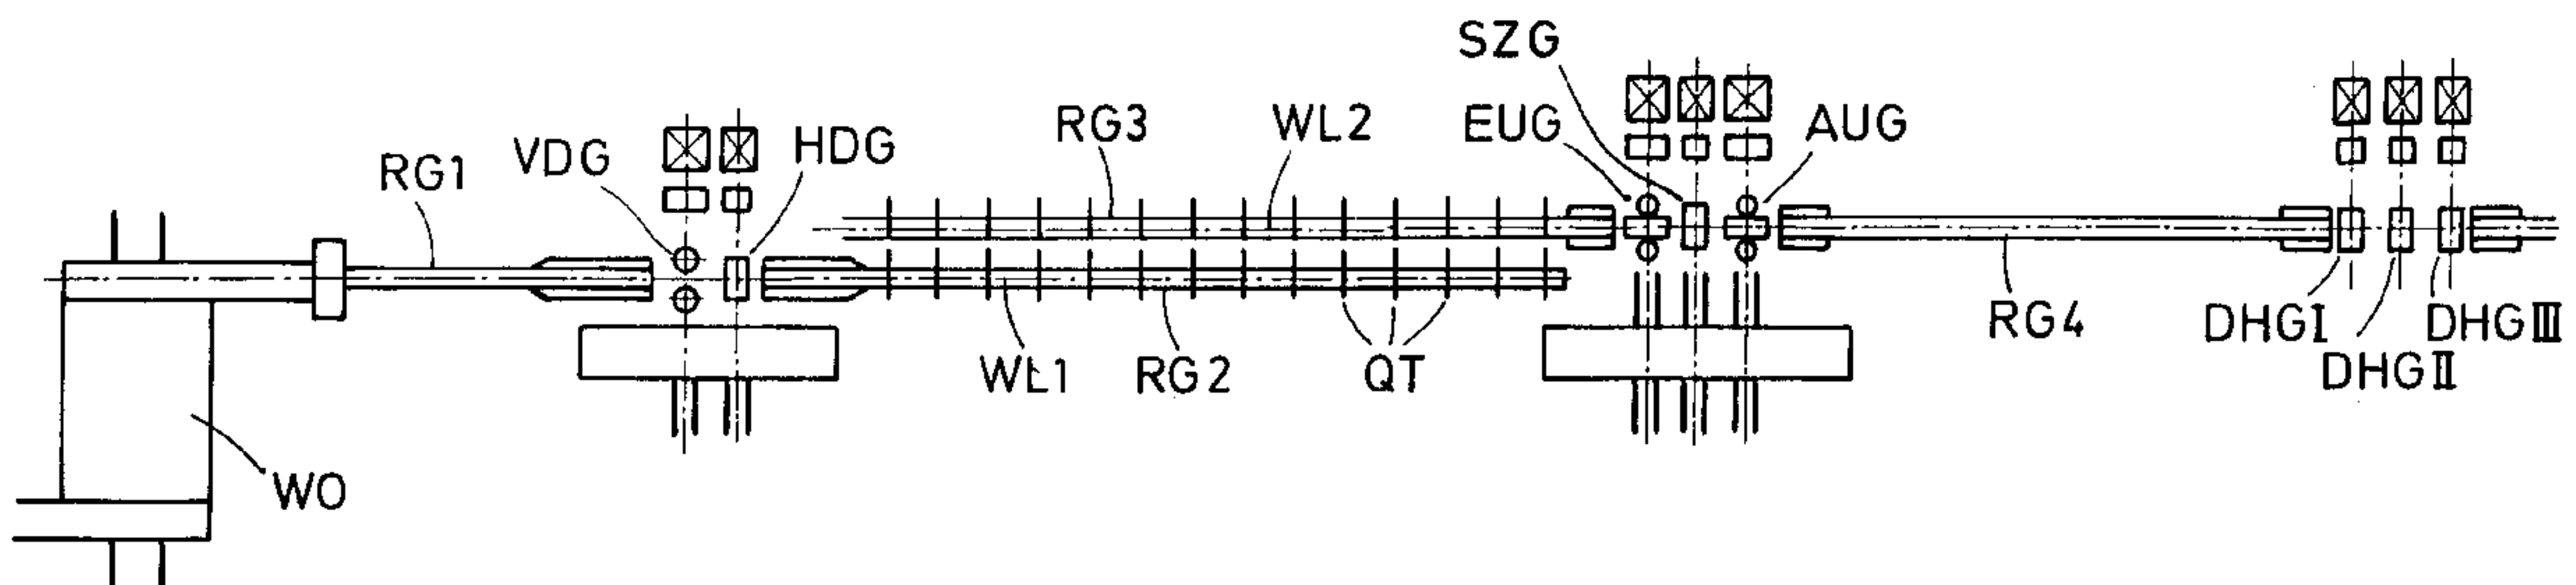 SZG
RG3
WL2
EUG
AUG
VDG
HDG
RG1
RG4
DHGI
DHGIII
DHGII
WL1
RG2
QT
WO